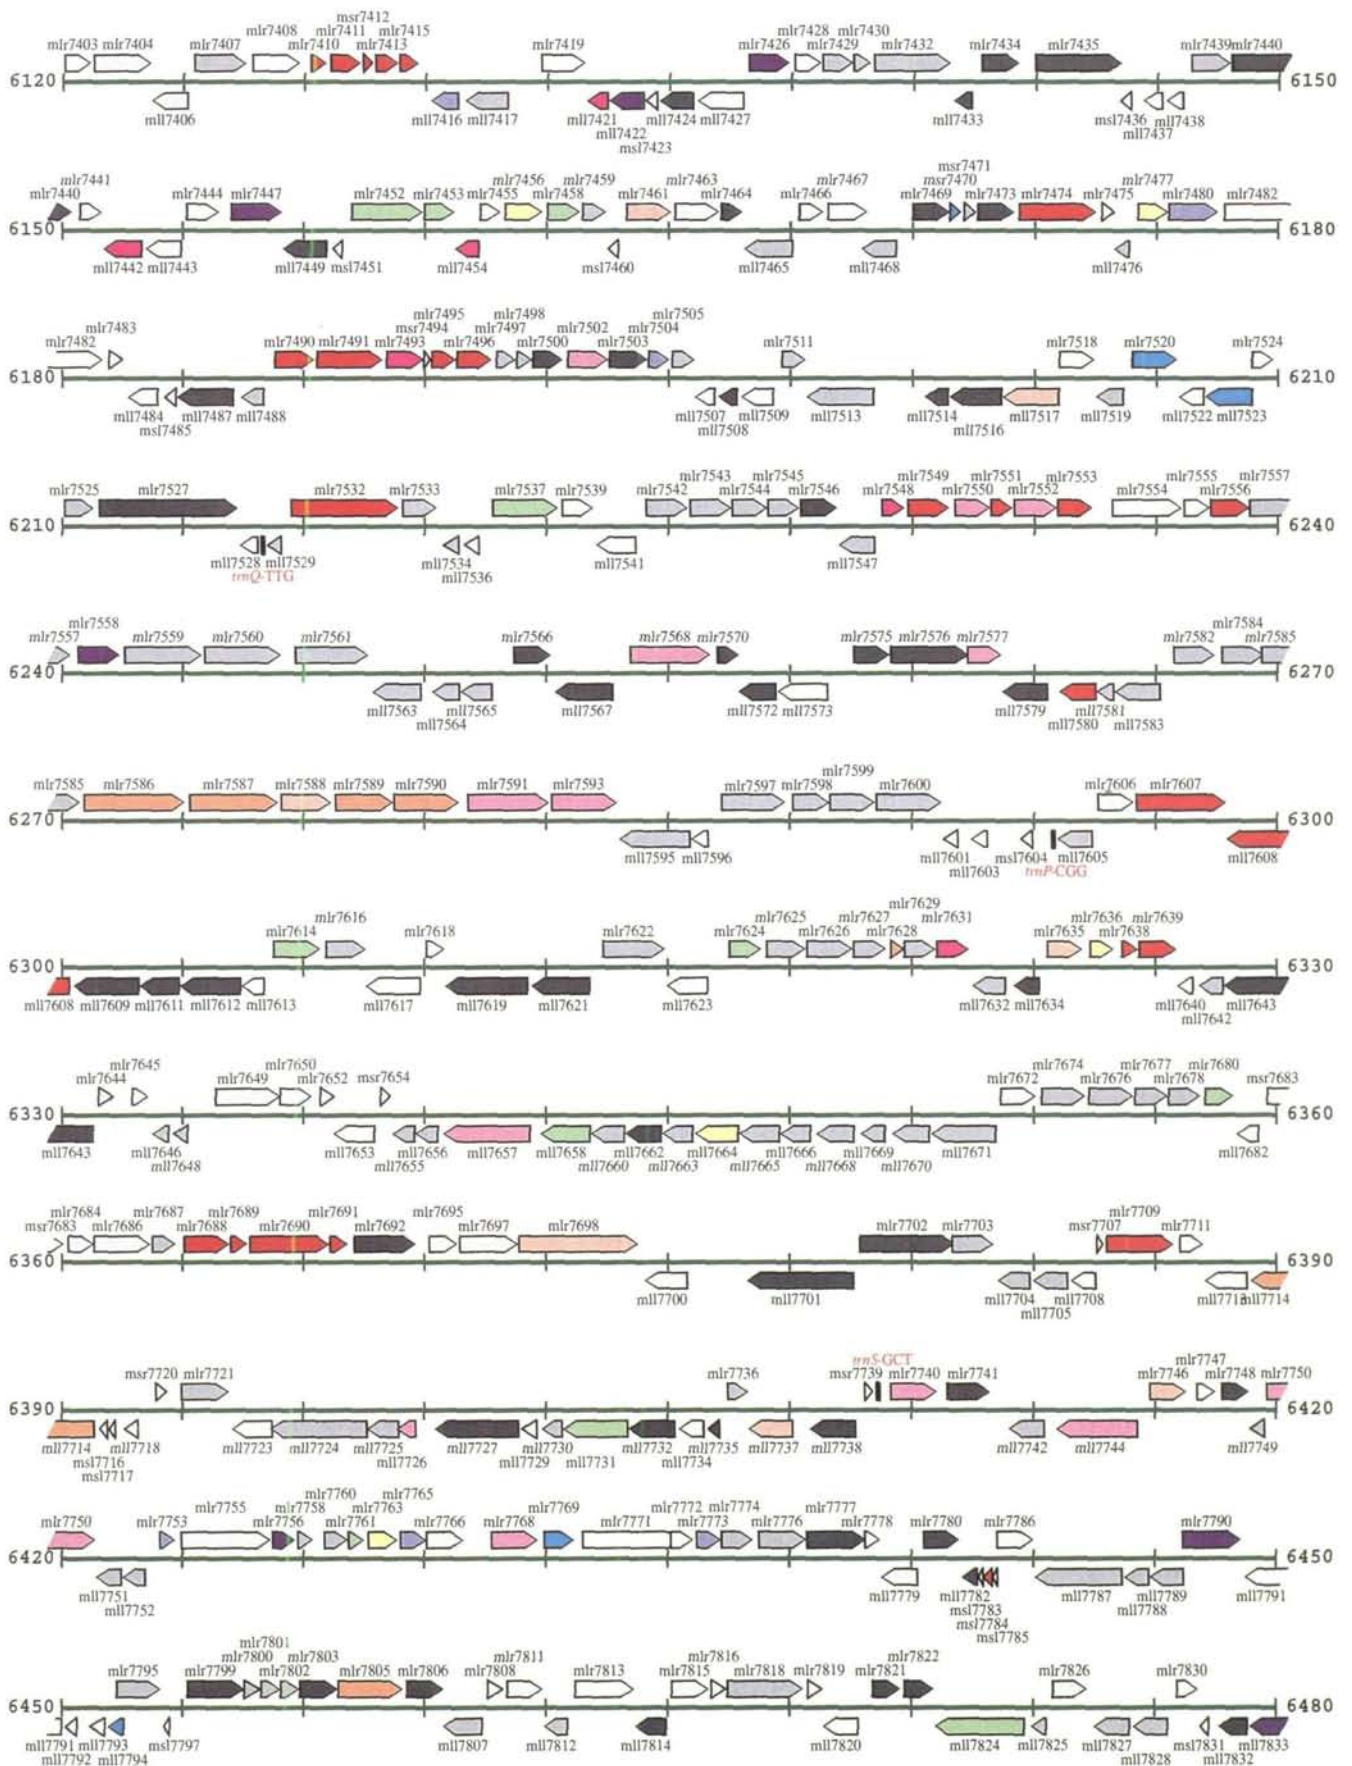 msr7412
mlr7408 mlr7411 mlr7415 mlr7428 mlr7430
mlr7403 mlr7404 mlr7407 mlr7410 mlr7413 mlr7419 mlr7426 mlr7429 mlr7432 mlr7434 mlr7435 mlr7439 mlr7440
6120 6150
mll7406 mll7416 mll7417 mll7421 mll7424 mll7427 mll7433 msl7436 mll7438
mll7422 mll7437
msl7423
msr7471
mlr7441 mlr7456 mlr7459 mlr7463 mlr7467 msr7470 mlr7477
mlr7440 mlr7444 mlr7447 mlr7452 mlr7453 mlr7455 mlr7458 mlr7461 mlr7464 mlr7466 mlr7469 mlr7473 mlr7474 mlr7475 mlr7480 mlr7482
6150 6180
mll7442 mll7443 mll7449 msl7451 mll7454 msl7460 mll7465 mll7468 mll7476
mlr7495 mlr7498 mlr7505
mlr7483 msr7494 mlr7497 mlr7502 mlr7504
mlr7482 mlr7490 mlr7491 mlr7493 mlr7496 mlr7500 mlr7503 mlr7511 mlr7518 mlr7520 mlr7524
6180 6210
mll7484 mll7487 mll7488 mll7507 mll7509 mll7513 mll7514 mll7517 mll7519 mll7522 mll7523
msl7485 mll7508 mll7516
mlr7543 mlr7545 mlr7549 mlr7551 mlr7553 mlr7555 mlr7557
mlr7525 mlr7527 mlr7532 mlr7533 mlr7537 mlr7539 mlr7542 mlr7544 mlr7546 mlr7548 mlr7550 mlr7552 mlr7554 mlr7556
6210 6240
mll7528 mll7529 mll7534 mll7541 mll7547
trnQ-TTG mll7536
mlr7558 mlr7584
mlr7557 mlr7559 mlr7560 mlr7561 mlr7566 mlr7568 mlr7570 mlr7575 mlr7576 mlr7577 mlr7582 mlr7585
6240 6270
mll7563 mll7565 mll7567 mll7572 mll7573 mll7579 mll7581
mll7564 mll7580 mll7583
mlr7599
mlr7585 mlr7586 mlr7587 mlr7588 mlr7589 mlr7590 mlr7591 mlr7593 mlr7597 mlr7598 mlr7600 mlr7606 mlr7607
6270 6300
mll7595 mll7596 mll7601 msl7604 mll7605 mll7608
mll7603 trnP-CGG
mlr7629
mlr7616 mlr7625 mlr7627 mlr7636 mlr7639
mlr7614 mlr7618 mlr7622 mlr7624 mlr7626 mlr7628 mlr7631 mlr7635 mlr7638
6300 6330
mll7608 mll7609 mll7611 mll7612 mll7613 mll7617 mll7619 mll7621 mll7623 mll7632 mll7634 mll7640 mll7643
mll7642
mlr7645 mlr7650 mlr7674 mlr7677 mlr7680
mlr7644 mlr7649 mlr7652 msr7654 mlr7672 mlr7676 mlr7678 msr7683
6330 6360
mll7643 mll7646 mll7653 mll7656 mll7657 mll7658 mll7662 mll7664 mll7666 mll7669 mll7671 mll7682
mll7648 mll7655 mll7660 mll7663 mll7665 mll7668 mll7670
mlr7684 mlr7687 mlr7689 mlr7691 mlr7695 mlr7709
msr7683 mlr7686 mlr7688 mlr7690 mlr7692 mlr7697 mlr7698 mlr7702 mlr7703 msr7707 mlr7711
6360 6390
mll7700 mll7701 mll7704 mll7708 mll7713 mll7714
mll7705
trnS-GCT mlr7747
msr7720 mlr7721 mlr7736 msr7739 mlr7740 mlr7741 mlr7746 mlr7748 mlr7750
6390 6420
mll7714 mll7718 mll7723 mll7724 mll7725 mll7727 mll7730 mll7732 mll7735 mll7737 mll7738 mll7742 mll7744 mll7749
msl7716 mll7726 mll7729 mll7731 mll7734
msl7717
mlr7760 mlr7765
mlr7755 mlr7763 mlr7772 mlr7774
mlr7750 mlr7753 mlr7756 mlr7758 mlr7761 mlr7766 mlr7768 mlr7769 mlr7771 mlr7773 mlr7776 mlr7777 mlr7778 mlr7780 mlr7786 mlr7790
6420 6450
mll7751 mll7779 mll7782 mll7787 mll7789 mll7791
mll7752 msl7783 mll7788
msl7784
msl7785
mlr7801
mlr7800 mlr7803 mlr7811 mlr7816 mlr7822
mlr7795 mlr7799 mlr7802 mlr7805 mlr7806 mlr7808 mlr7813 mlr7815 mlr7818 mlr7819 mlr7821 mlr7826 mlr7830
6450 6480
mll7791 mll7793 msl7797 mll7807 mll7812 mll7814 mll7820 mll7824 mll7825 mll7827 msl7831 mll7833
mll7792 mll7794 mll7828 mll7832